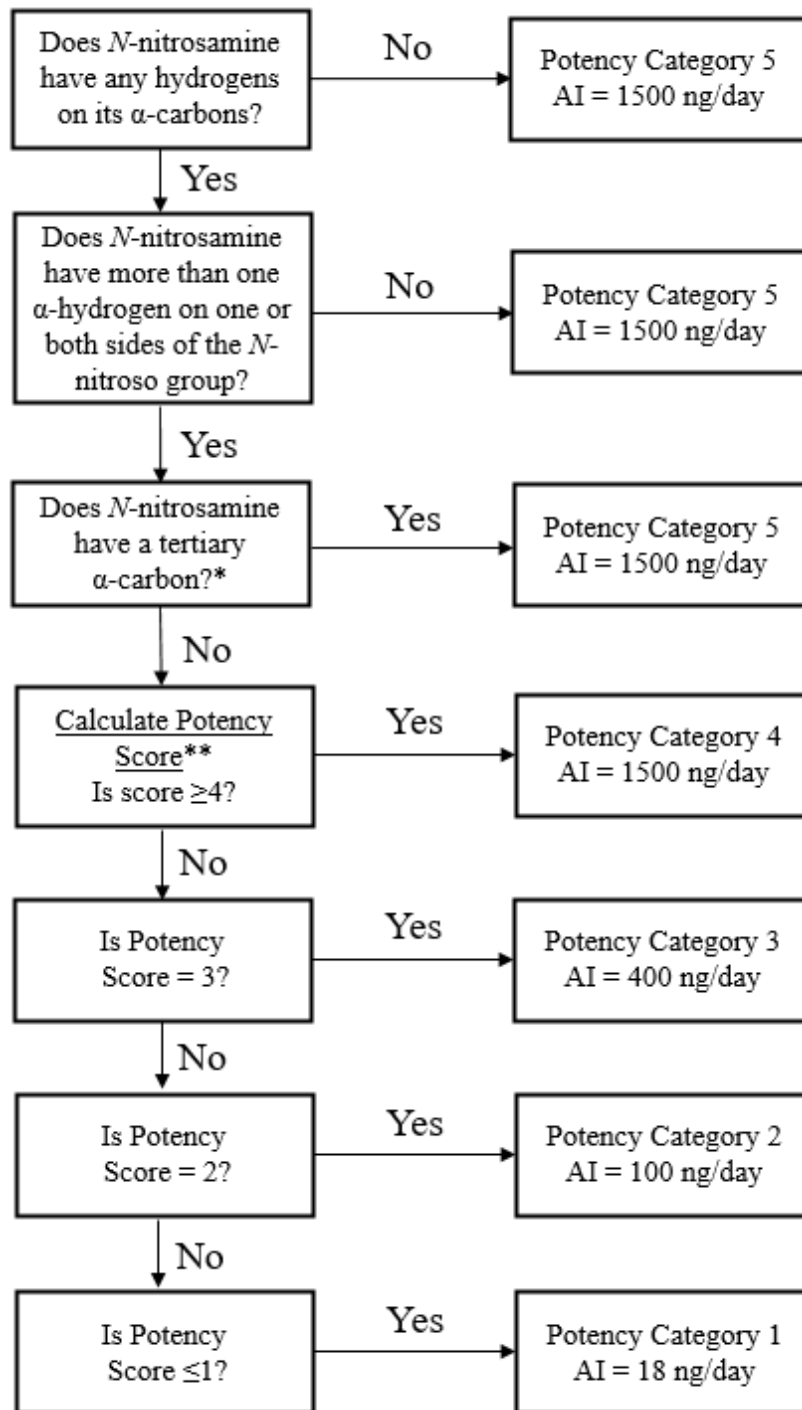 Does N-nitrosamine
have any hydrogens
on its α-carbons?
No
Potency Category 5
AI = 1500 ng/day
Yes
Does N-nitrosamine
have more than one
α-hydrogen on one or
both sides of the N-
nitroso group?
No
Potency Category 5
AI = 1500 ng/day
Yes
Does N-nitrosamine
have a tertiary
α-carbon?*
Yes
Potency Category 5
AI = 1500 ng/day
No
Calculate Potency
Score**
Is score ≥4?
Yes
Potency Category 4
AI = 1500 ng/day
No
Is Potency
Score = 3?
Yes
Potency Category 3
AI = 400 ng/day
No
Is Potency
Score = 2?
Yes
Potency Category 2
AI = 100 ng/day
No
Is Potency
Score ≤1?
Yes
Potency Category 1
AI = 18 ng/day